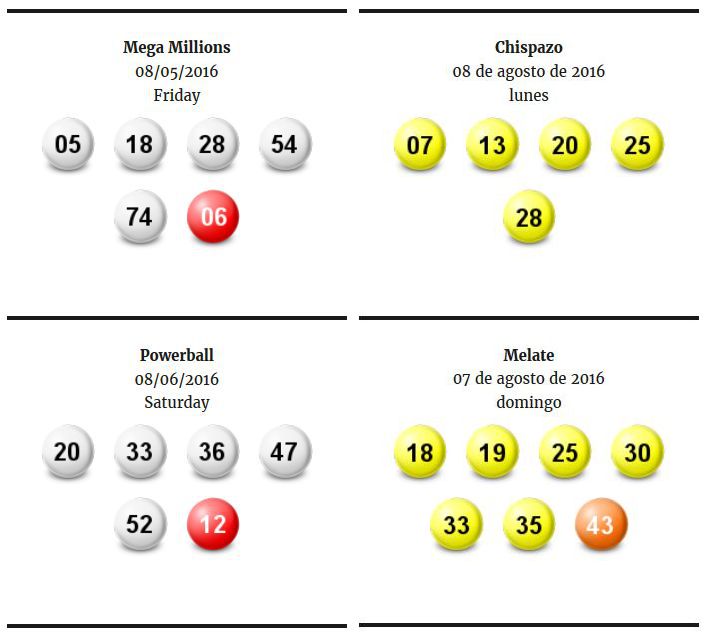 Mega Millions
08/05/2016
Friday
05 18 28 54
74 06
Chispazo
08 de agosto de 2016
lunes
07 13 20 25
28
Powerball
08/06/2016
Saturday
20 33 36 47
52 12
Melate
07 de agosto de 2016
domingo
18 19 25 30
33 35 43